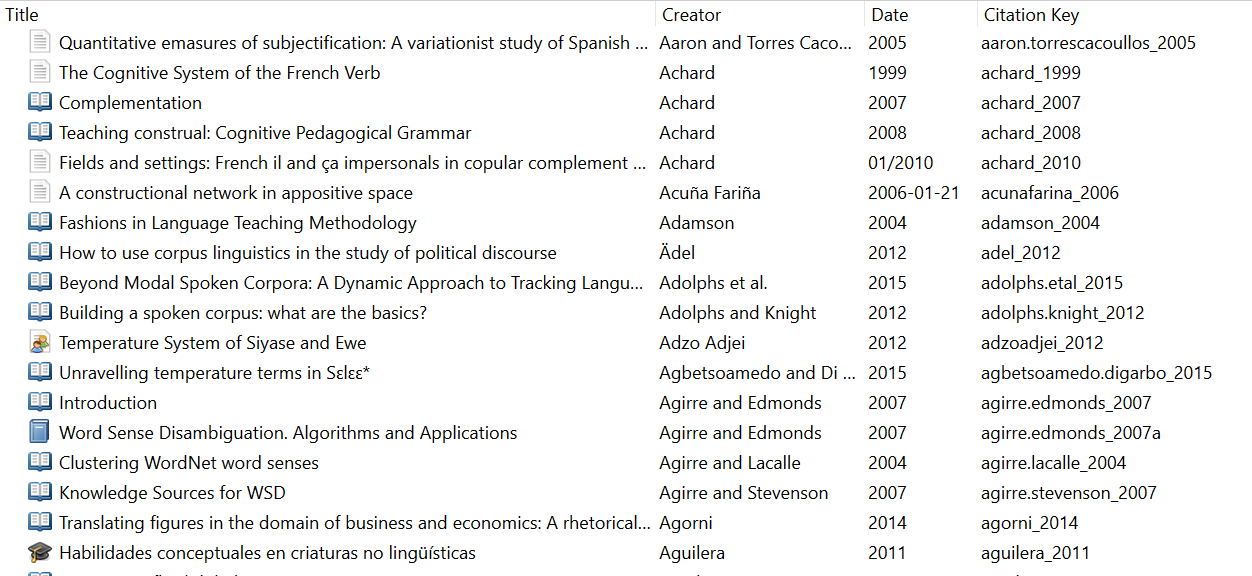 Title Creator Date Citation Key
Quantitative emasures of subjectification: A variationist study of Spanish ... Aaron and Torres Caco... 2005 aaron.torrescacoullos_2005
The Cognitive System of the French Verb Achard 1999 achard_1999
Complementation Achard 2007 achard_2007
Teaching construal: Cognitive Pedagogical Grammar Achard 2008 achard_2008
Fields and settings: French il and ça impersonals in copular complement ... Achard 01/2010 achard_2010
A constructional network in appositive space Acuña Fariña 2006-01-21 acunafarina_2006
Fashions in Language Teaching Methodology Adamson 2004 adamson_2004
How to use corpus linguistics in the study of political discourse Ädel 2012 adel_2012
Beyond Modal Spoken Corpora: A Dynamic Approach to Tracking Langu... Adolphs et al. 2015 adolphs.etal_2015
Building a spoken corpus: what are the basics? Adolphs and Knight 2012 adolphs.knight_2012
Temperature System of Siyase and Ewe Adzo Adjei 2012 adzoadjei_2012
Unravelling temperature terms in Sɛlɛɛ* Agbetsoamedo and Di ... 2015 agbetsoamedo.digarbo_2015
Introduction Agirre and Edmonds 2007 agirre.edmonds_2007
Word Sense Disambiguation. Algorithms and Applications Agirre and Edmonds 2007 agirre.edmonds_2007a
Clustering WordNet word senses Agirre and Lacalle 2004 agirre.lacalle_2004
Knowledge Sources for WSD Agirre and Stevenson 2007 agirre.stevenson_2007
Translating figures in the domain of business and economics: A rhetorical... Agorni 2014 agorni_2014
Habilidades conceptuales en criaturas no lingüísticas Aguilera 2011 aguilera_2011